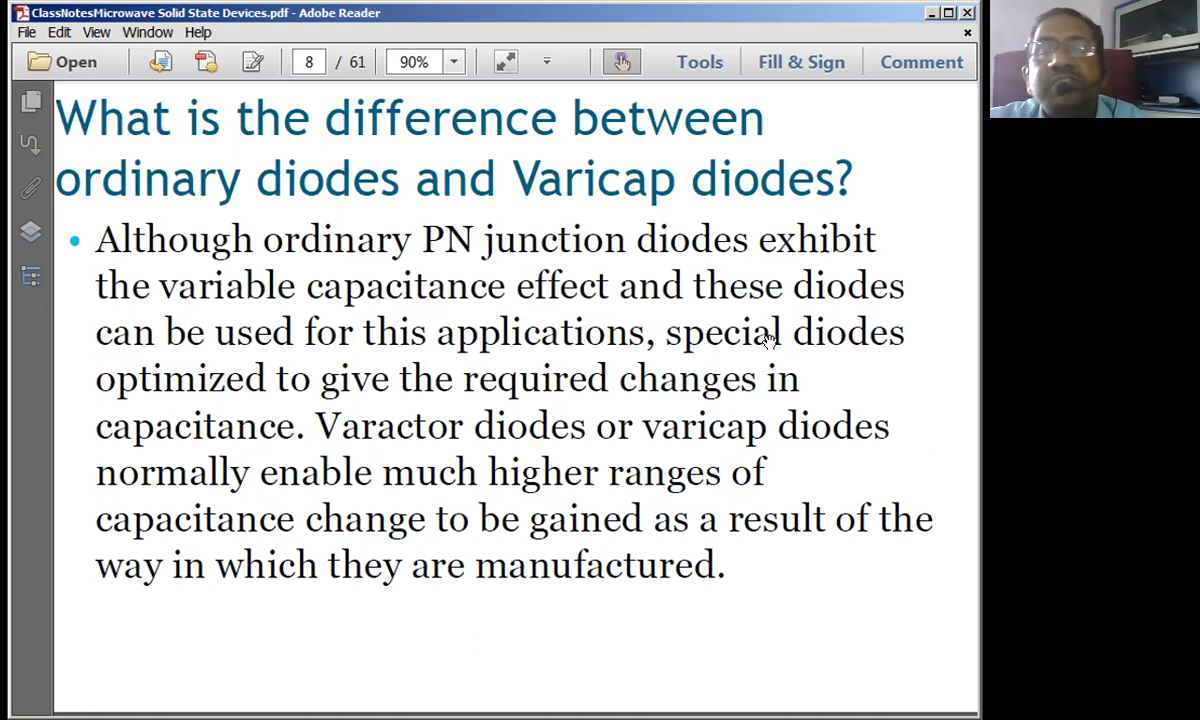 ClassNotesMicrowave Solid State Devices.pdf - Adobe Reader
File Edit View Window Help
Open 8 / 61 90% Tools Fill & Sign Comment
What is the difference between
ordinary diodes and Varicap diodes?
• Although ordinary PN junction diodes exhibit
the variable capacitance effect and these diodes
can be used for this applications, special diodes
optimized to give the required changes in
capacitance. Varactor diodes or varicap diodes
normally enable much higher ranges of
capacitance change to be gained as a result of the
way in which they are manufactured.